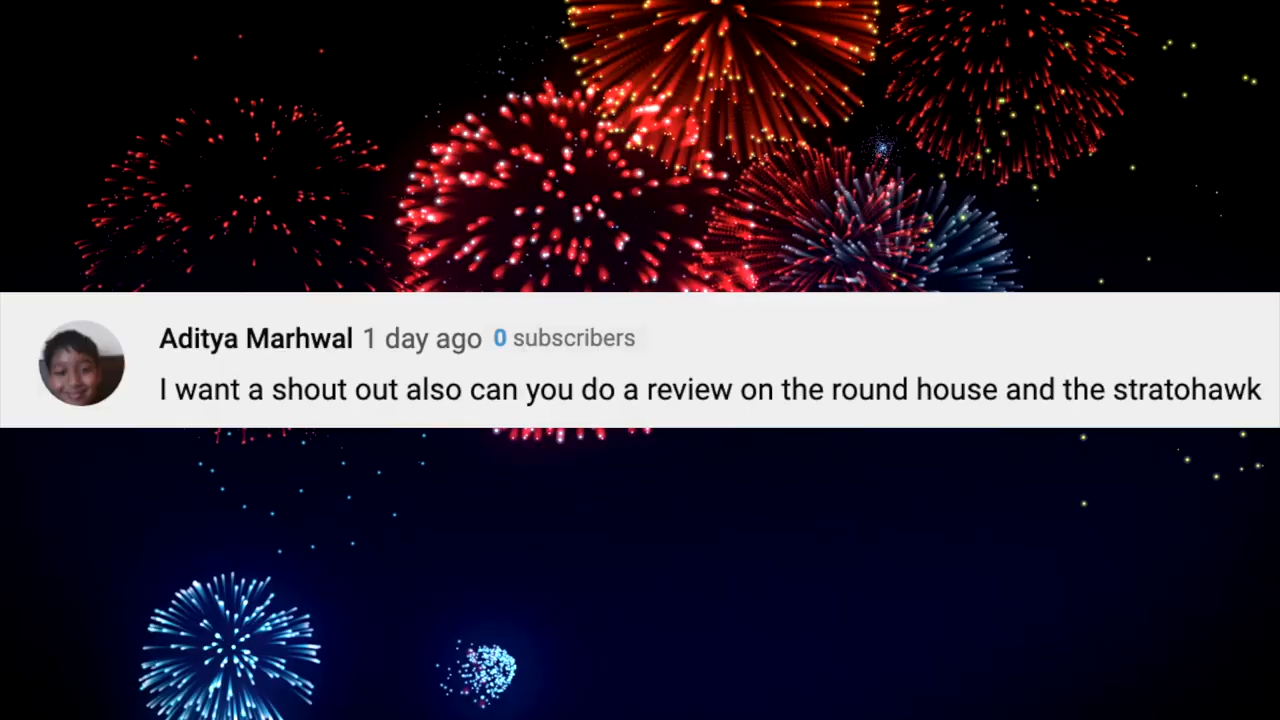 Aditya Marhwal 1 day ago 0 subscribers
I want a shout out also can you do a review on the round house and the stratohawk